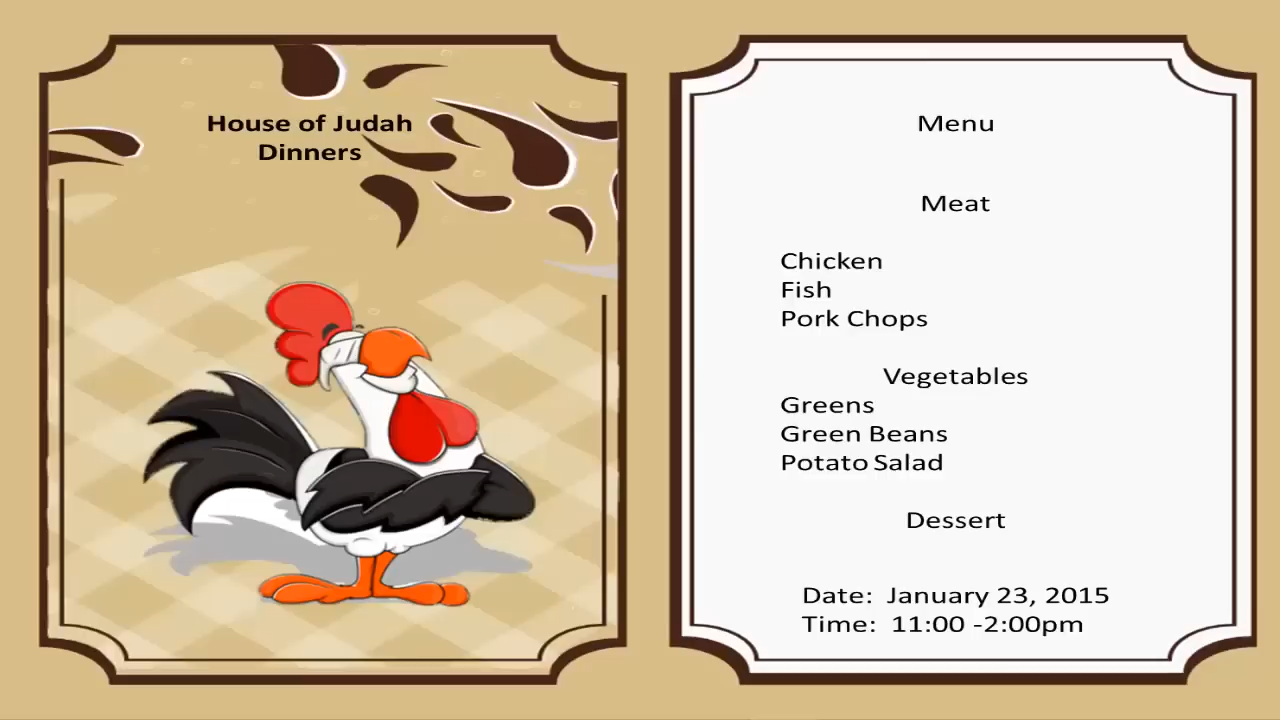 House of Judah
Dinners
Menu
Meat
Chicken
Fish
Pork Chops
Vegetables
Greens
Green Beans
Potato Salad
Dessert
Date: January 23, 2015
Time: 11:00 -2:00pm